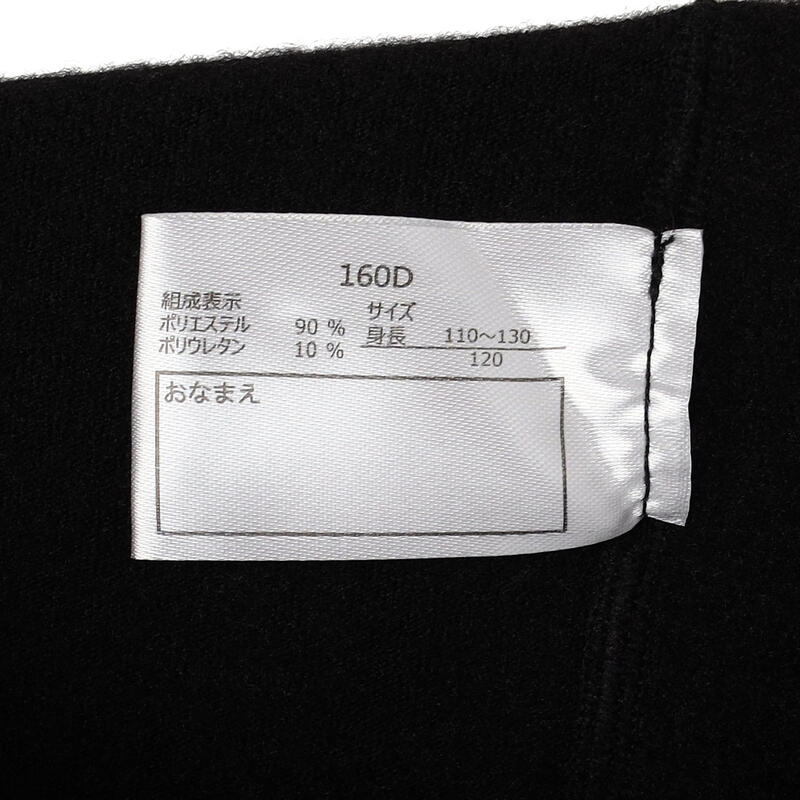 160D
組成表示
ポリエステル 90 %
ポリウレタン 10 %
サイズ
身長 110～130
120
おなまえ